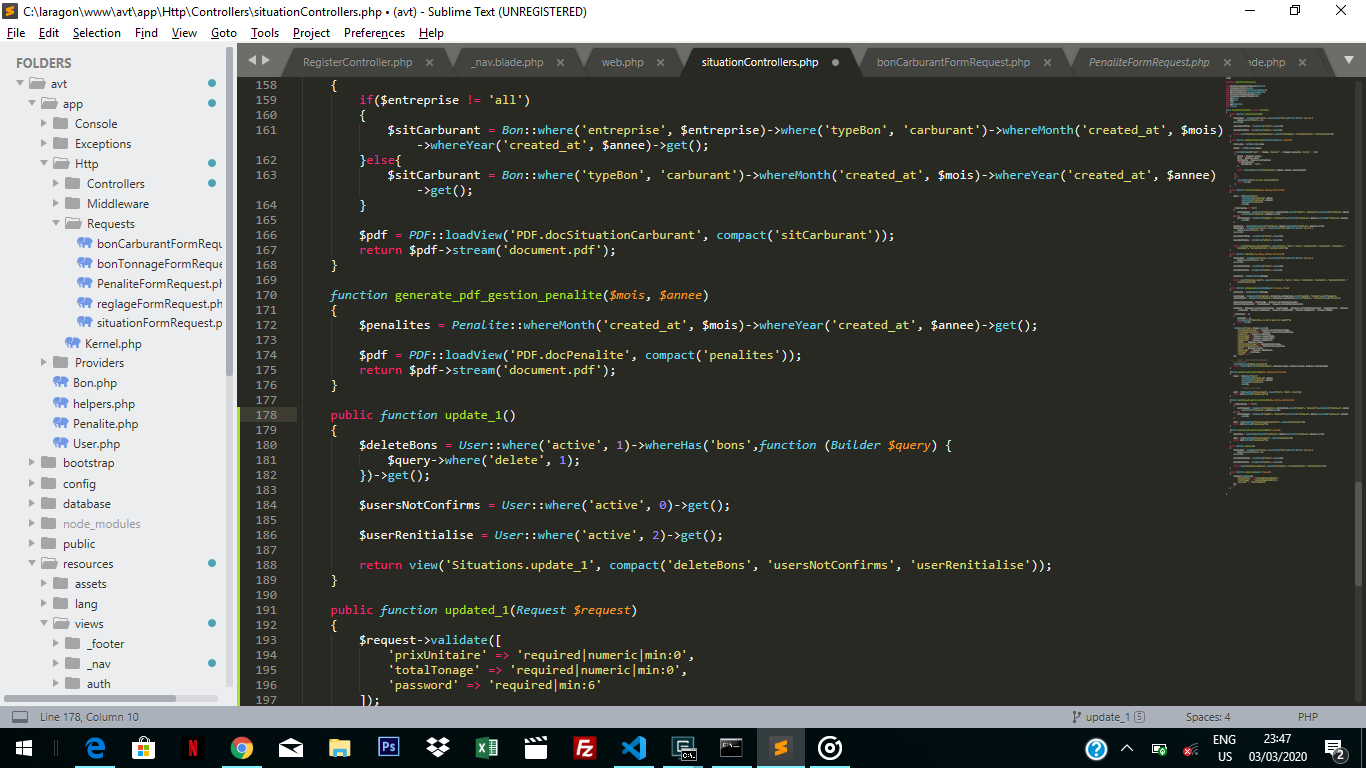 C:\laragon\www\avt\app\Http\Controllers\situationControllers.php • (avt) - Sublime Text (UNREGISTERED)
File Edit Selection Find View Goto Tools Project Preferences Help
FOLDERS
avt
app
Console
Exceptions
Http
Controllers
Middleware
Requests
bonCarburantFormRequ
bonTonnageFormReque
PenaliteFormRequest.ph
reglageFormRequest.ph
situationFormRequest.p
Kernel.php
Providers
Bon.php
helpers.php
Penalite.php
User.php
bootstrap
config
database
node_modules
public
resources
assets
lang
views
_footer
_nav
auth
RegisterController.php _nav.blade.php web.php situationControllers.php bonCarburantFormRequest.php PenaliteFormRequest.php ade.php
158 {
159 if($entreprise != 'all')
160 {
161 $sitCarburant = Bon::where('entreprise', $entreprise)->where('typeBon', 'carburant')->whereMonth('created_at', $mois)
->whereYear('created_at', $annee)->get();
162 }else{
163 $sitCarburant = Bon::where('typeBon', 'carburant')->whereMonth('created_at', $mois)->whereYear('created_at', $annee)
->get();
164 }
165
166 $pdf = PDF::loadView('PDF.docSituationCarburant', compact('sitCarburant'));
167 return $pdf->stream('document.pdf');
168 }
169
170 function generate_pdf_gestion_penalite($mois, $annee)
171 {
172 $penalites = Penalite::whereMonth('created_at', $mois)->whereYear('created_at', $annee)->get();
173
174 $pdf = PDF::loadView('PDF.docPenalite', compact('penalites'));
175 return $pdf->stream('document.pdf');
176 }
177
178 public function update_1()
179 {
180 $deleteBons = User::where('active', 1)->whereHas('bons',function (Builder $query) {
181 $query->where('delete', 1);
182 })->get();
183
184 $usersNotConfirms = User::where('active', 0)->get();
185
186 $userRenitialise = User::where('active', 2)->get();
187
188 return view('Situations.update_1', compact('deleteBons', 'usersNotConfirms', 'userRenitialise'));
189 }
190
191 public function updated_1(Request $request)
192 {
193 $request->validate([
194 'prixUnitaire' => 'required|numeric|min:0',
195 'totalTonage' => 'required|numeric|min:0',
196 'password' => 'required|min:6'
197 ]);
Line 178, Column 10 update_1 5 Spaces: 4 PHP
ENG
US
23:47
03/03/2020
2